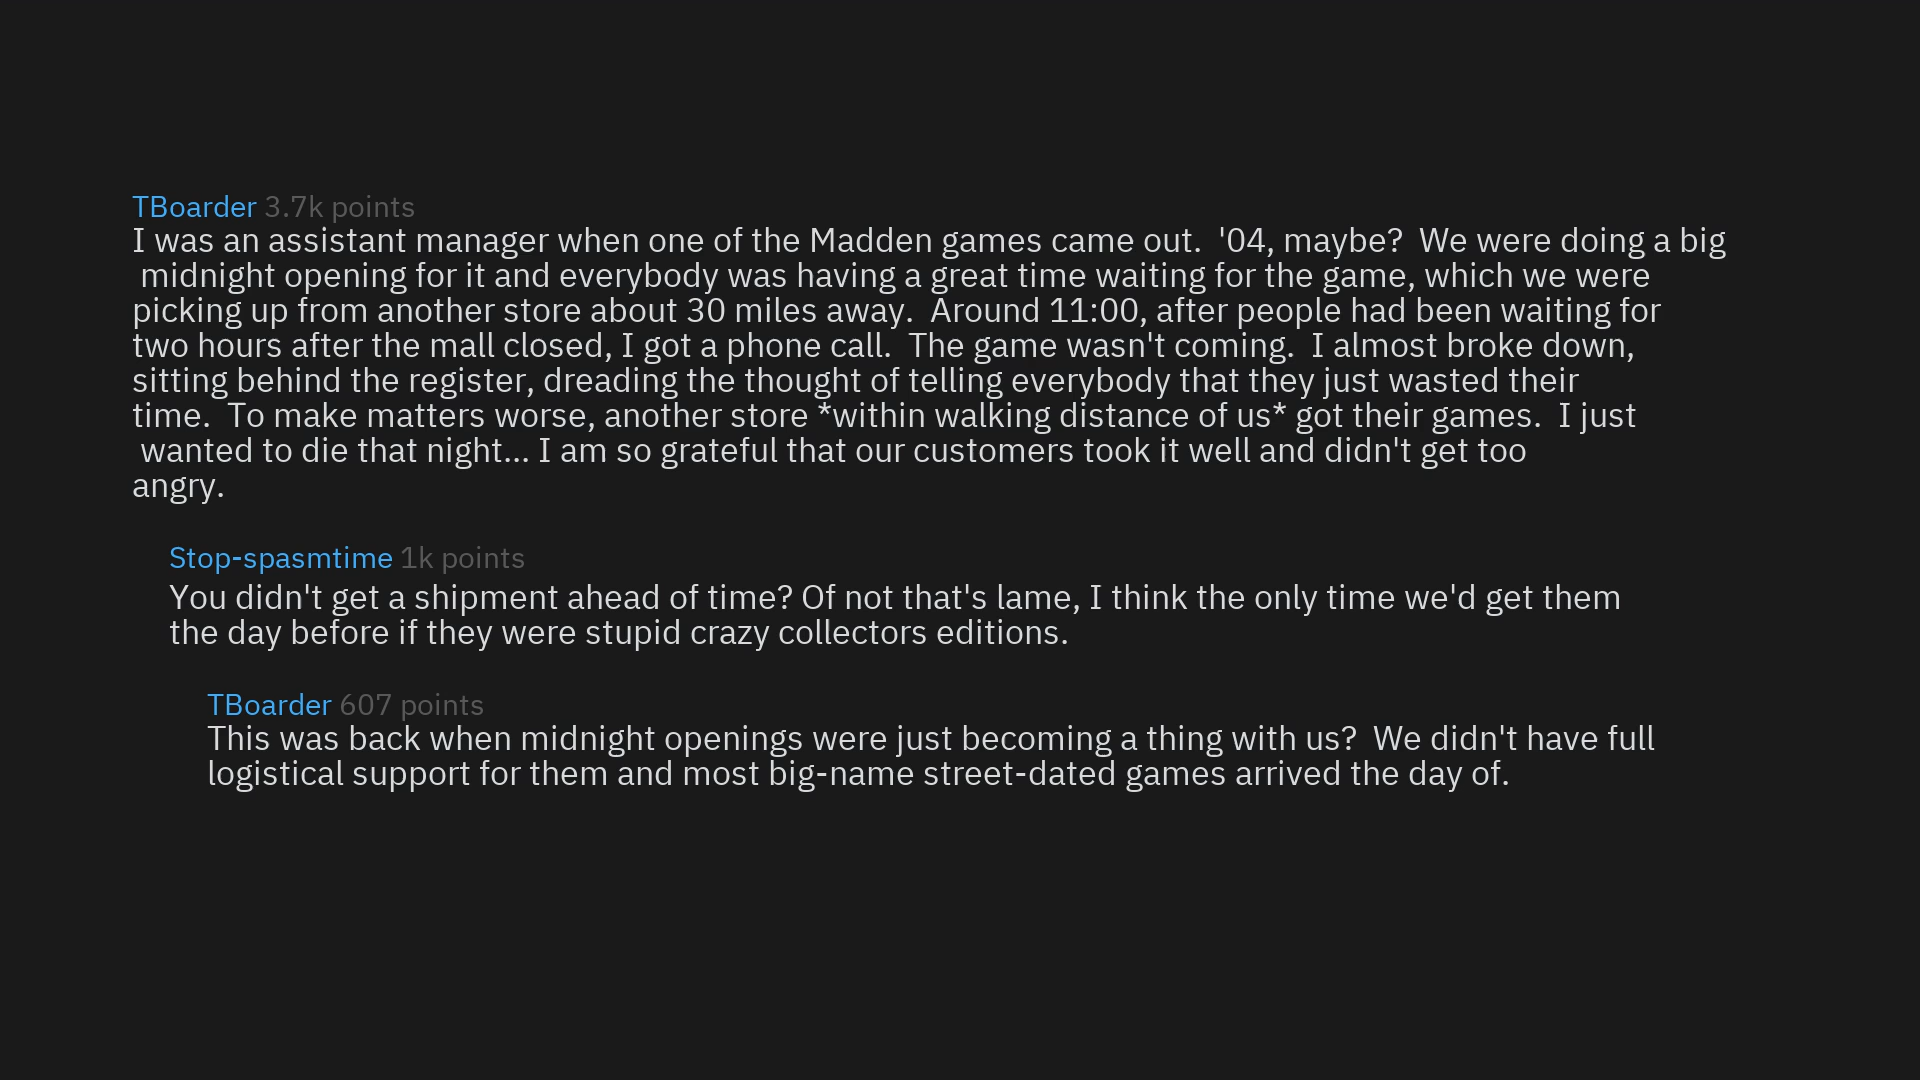 TBoarder 3.7k points
I was an assistant manager when one of the Madden games came out.  '04, maybe?  We were doing a big
midnight opening for it and everybody was having a great time waiting for the game, which we were
picking up from another store about 30 miles away.  Around 11:00, after people had been waiting for
two hours after the mall closed, I got a phone call.  The game wasn't coming.  I almost broke down,
sitting behind the register, dreading the thought of telling everybody that they just wasted their
time.  To make matters worse, another store *within walking distance of us* got their games.  I just
wanted to die that night... I am so grateful that our customers took it well and didn't get too
angry.
Stop-spasmtime 1k points
You didn't get a shipment ahead of time? Of not that's lame, I think the only time we'd get them
the day before if they were stupid crazy collectors editions.
TBoarder 607 points
This was back when midnight openings were just becoming a thing with us?  We didn't have full
logistical support for them and most big-name street-dated games arrived the day of.